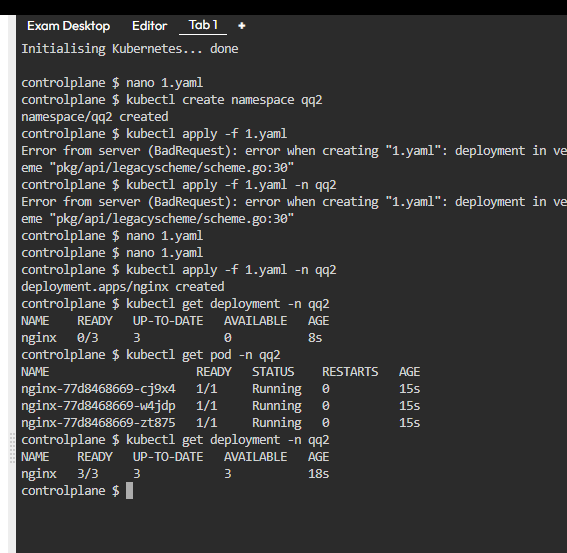 Exam Desktop Editor Tab 1 +
Initialising Kubernetes... done
controlplane $ nano 1.yaml
controlplane $ kubectl create namespace qq2
namespace/qq2 created
controlplane $ kubectl apply -f 1.yaml
Error from server (BadRequest): error when creating "1.yaml": deployment in ve
eme "pkg/api/legacyscheme/scheme.go:30"
controlplane $ kubectl apply -f 1.yaml -n qq2
Error from server (BadRequest): error when creating "1.yaml": deployment in ve
eme "pkg/api/legacyscheme/scheme.go:30"
controlplane $ nano 1.yaml
controlplane $ nano 1.yaml
controlplane $ kubectl apply -f 1.yaml -n qq2
deployment.apps/nginx created
controlplane $ kubectl get deployment -n qq2
NAME READY UP-TO-DATE AVAILABLE AGE
nginx 0/3 3 0 8s
controlplane $ kubectl get pod -n qq2
NAME READY STATUS RESTARTS AGE
nginx-77d8468669-cj9x4 1/1 Running 0 15s
nginx-77d8468669-w4jdp 1/1 Running 0 15s
nginx-77d8468669-zt875 1/1 Running 0 15s
controlplane $ kubectl get deployment -n qq2
NAME READY UP-TO-DATE AVAILABLE AGE
nginx 3/3 3 3 18s
controlplane $